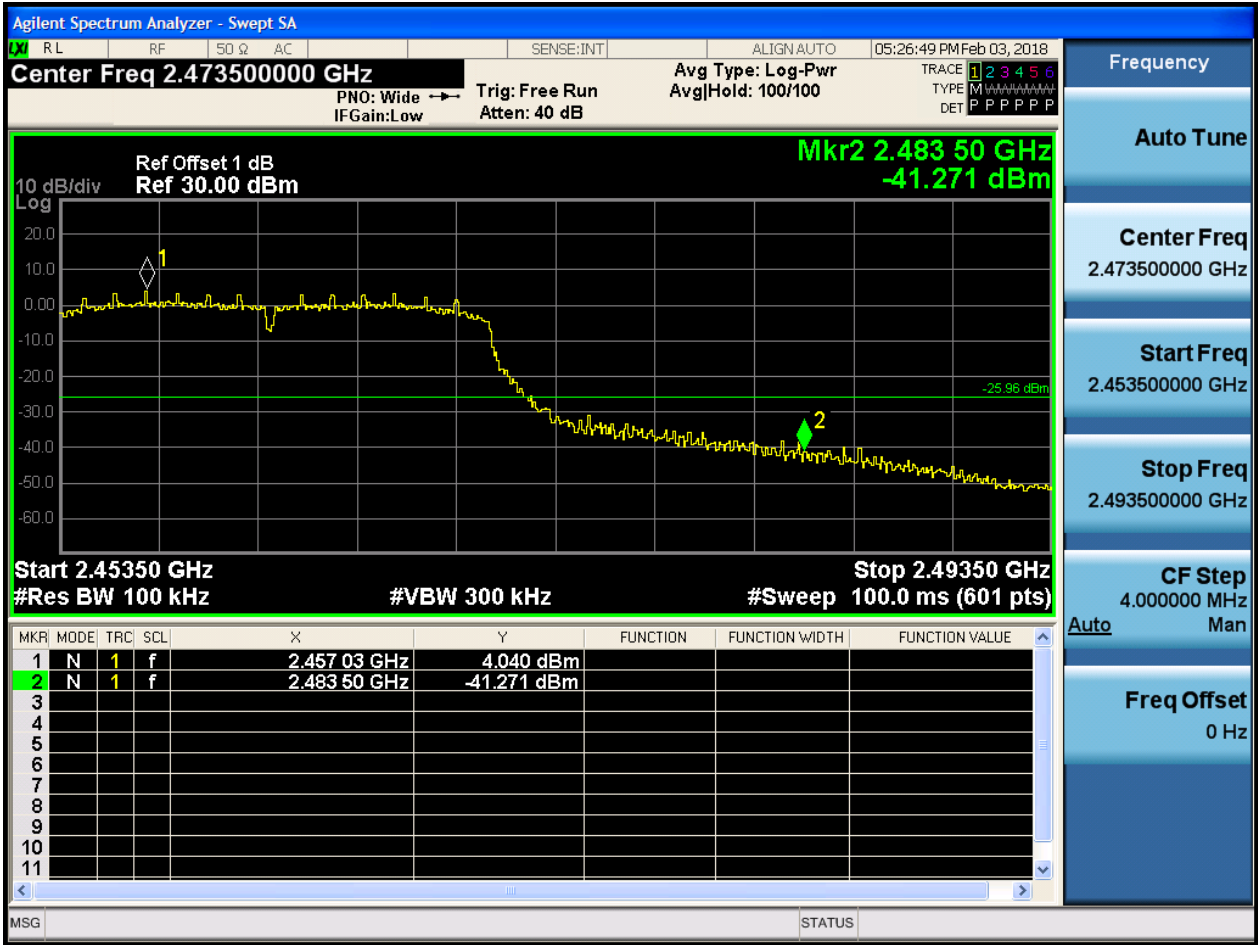 Agilent Spectrum Analyzer - Swept SA
LXI RL RF 50 Ω AC SENSE:INT ALIGN AUTO 05:26:49 PM Feb 03, 2018
Center Freq 2.473500000 GHz
PNO: Wide
IFGain:Low
Trig: Free Run
Atten: 40 dB
Avg Type: Log-Pwr
Avg|Hold: 100/100
TRACE 1 2 3 4 5 6
TYPE M W W W W W
DET P P P P P P
Mkr2 2.483 50 GHz
-41.271 dBm
Ref Offset 1 dB
10 dB/div Ref 30.00 dBm
Log
20.0
10.0
0.00
-10.0
-20.0
-30.0
-40.0
-50.0
-60.0
1
-25.96 dBm
2
Start 2.45350 GHz Stop 2.49350 GHz
#Res BW 100 kHz #VBW 300 kHz #Sweep 100.0 ms (601 pts)
MKR MODE TRC SCL X Y FUNCTION FUNCTION WIDTH FUNCTION VALUE
1 N 1 f 2.457 03 GHz 4.040 dBm
2 N 1 f 2.483 50 GHz -41.271 dBm
3
4
5
6
7
8
9
10
11
MSG STATUS
Frequency
Auto Tune
Center Freq
2.473500000 GHz
Start Freq
2.453500000 GHz
Stop Freq
2.493500000 GHz
CF Step
4.000000 MHz
Auto Man
Freq Offset
0 Hz